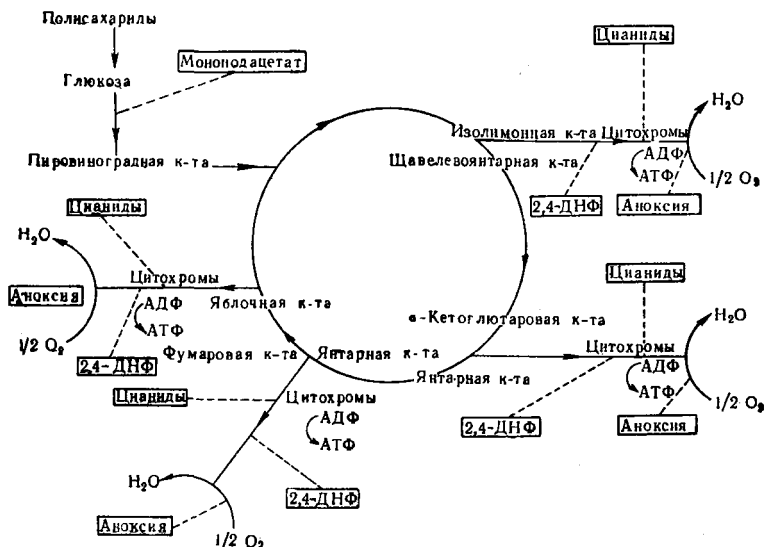 Полисахариды
Мононодацетат
Глюкоза
Пировиноградная к-та
Цианиды
H₂O
Изолимонная к-та
Цитохромы
Щавелевоянтарная к-та
АДФ
АТФ
1/2 O₂
2,4-ДНФ
Аноксия
Цианиды
H₂O
Цитохромы
Аноксия
Яблочная к-та
АДФ
АТФ
1/2 O₂
2,4-ДНФ
Фумаровая к-та
Янтарная к-та
Янтарная к-та
Цианиды
H₂O
α-Кетоглутаровая к-та
Цитохромы
АДФ
АТФ
1/2 O₂
2,4-ДНФ
Аноксия
Цианиды
Цитохромы
АДФ
АТФ
H₂O
2,4-ДНФ
Аноксия
1/2 O₂